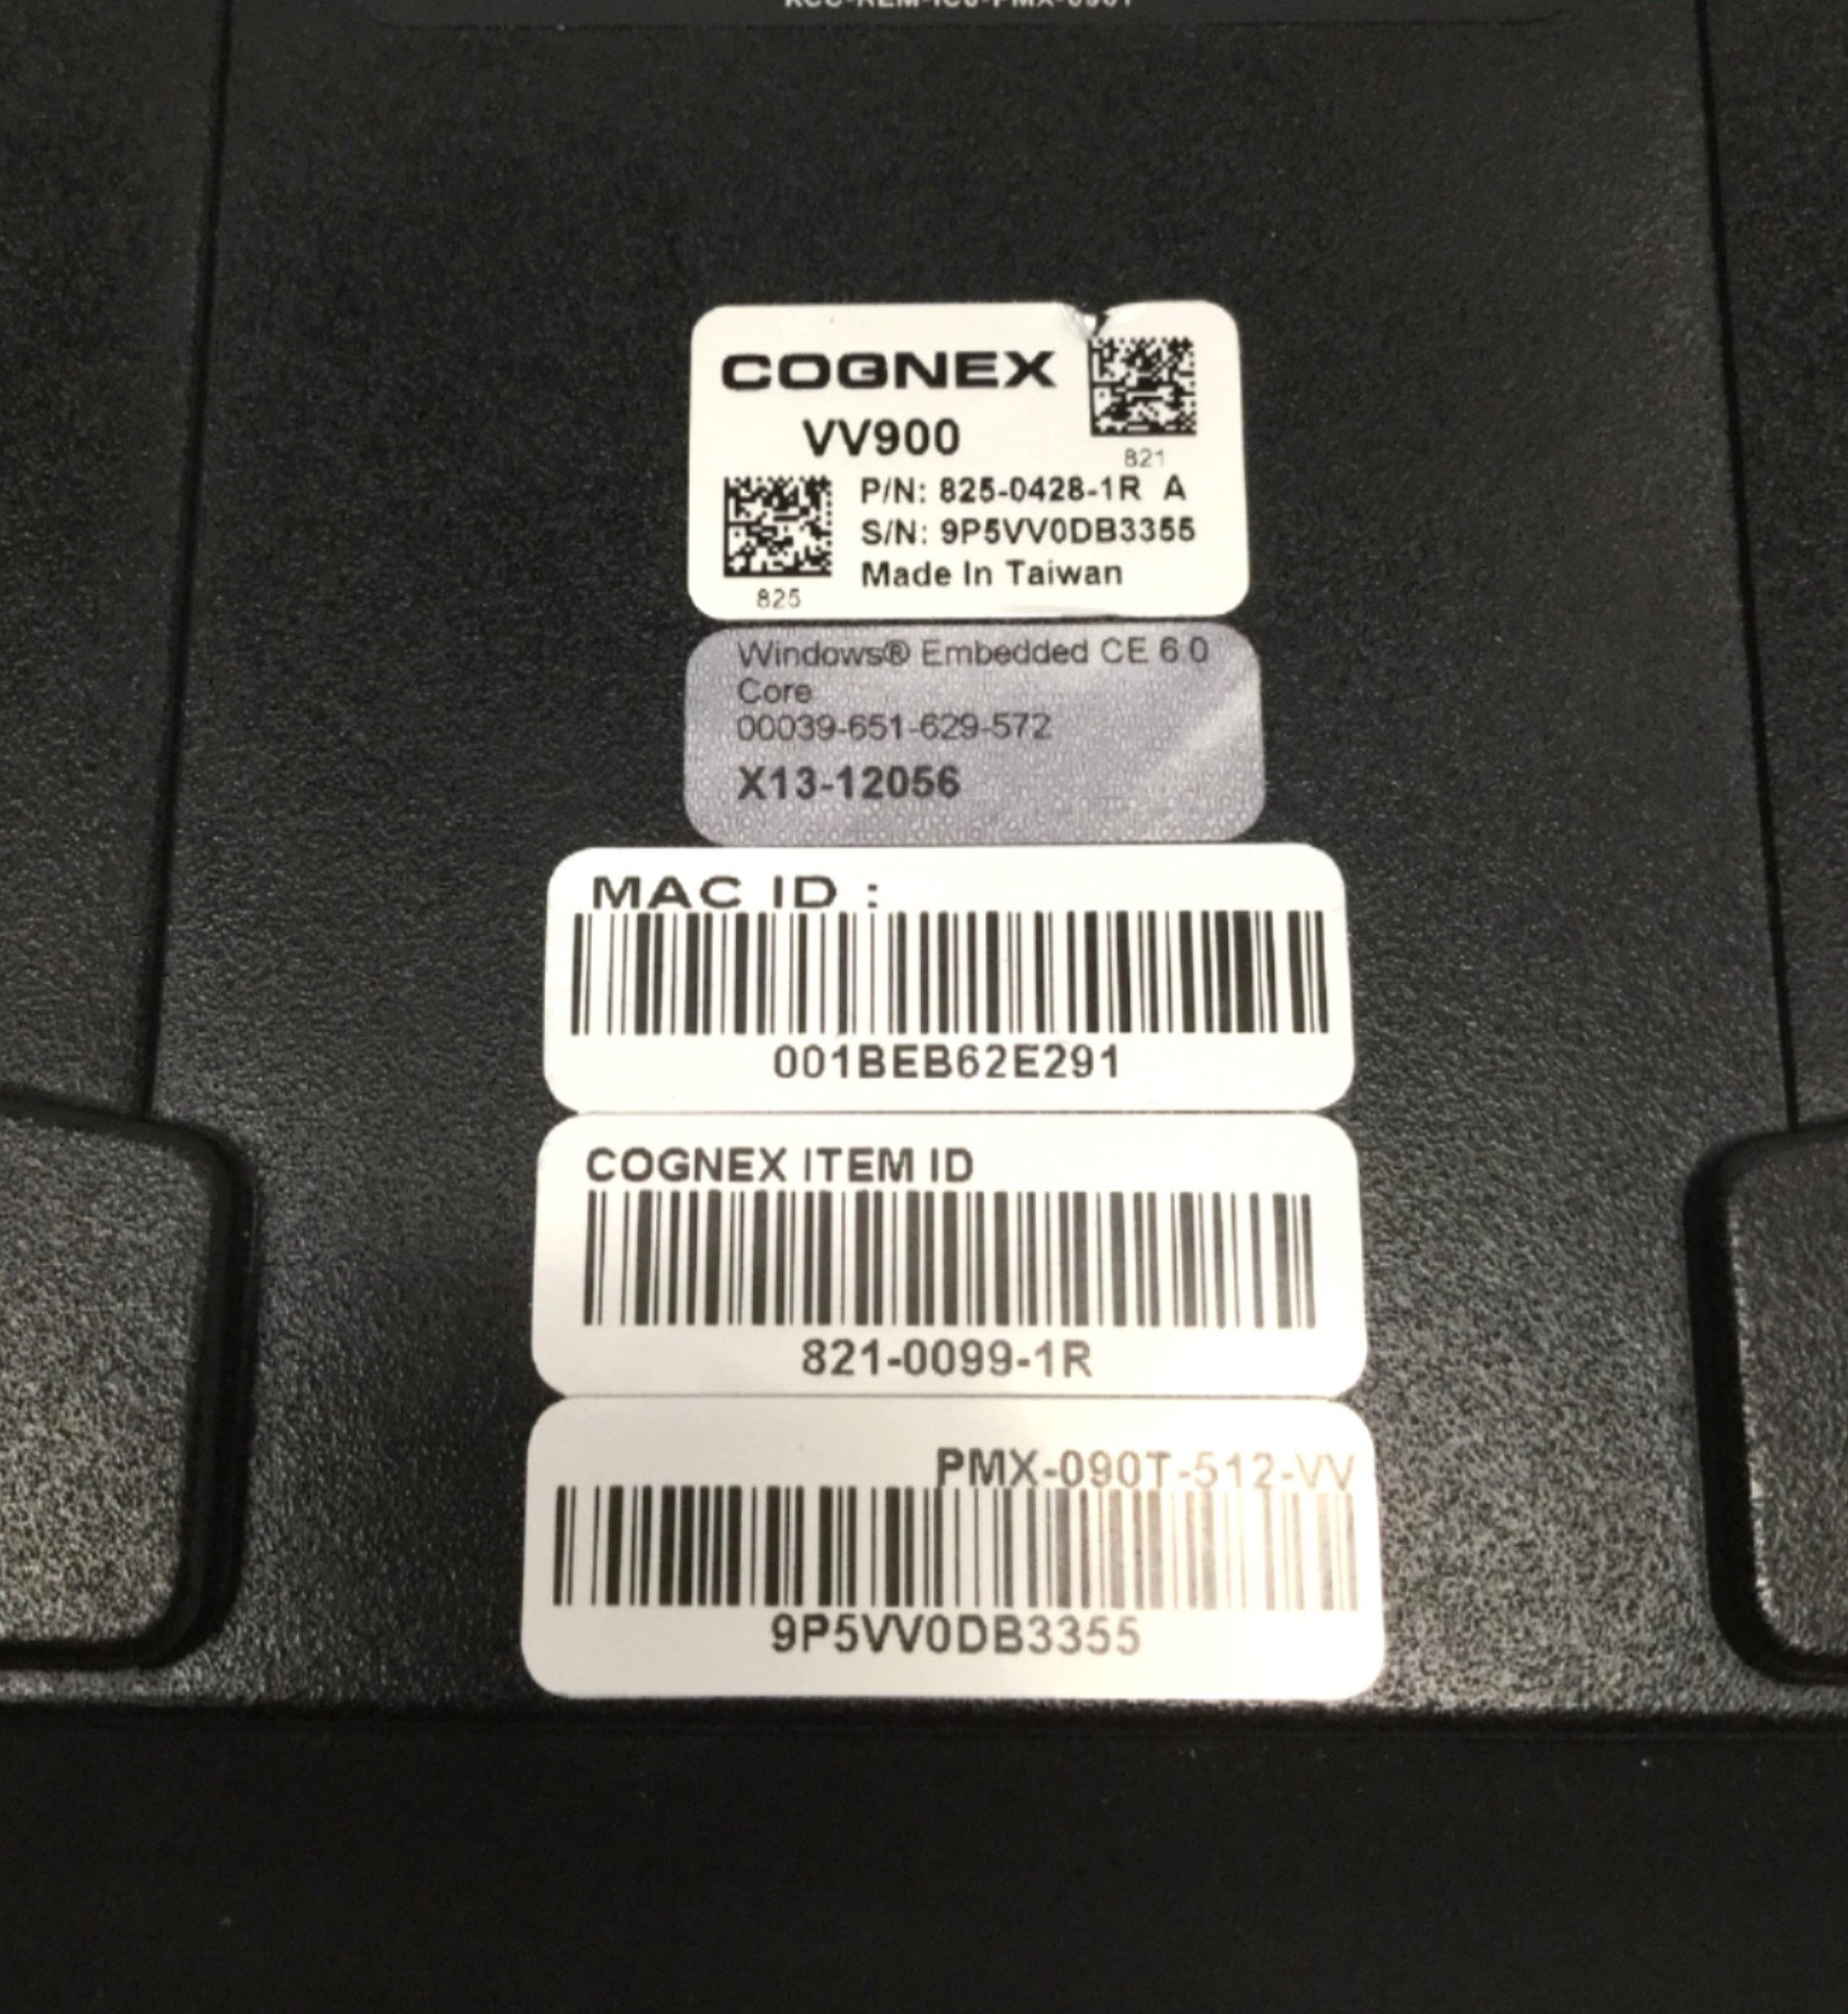 COGNEX
VV900
821
P/N: 825-0428-1R A
S/N: 9P5VV0DB3355
Made In Taiwan
825
Windows® Embedded CE 6.0
Core
00039-651-629-572
X13-12056
MAC ID :
001BEB62E291
COGNEX ITEM ID
821-0099-1R
PMX-090T-512-VV
9P5VV0DB3355